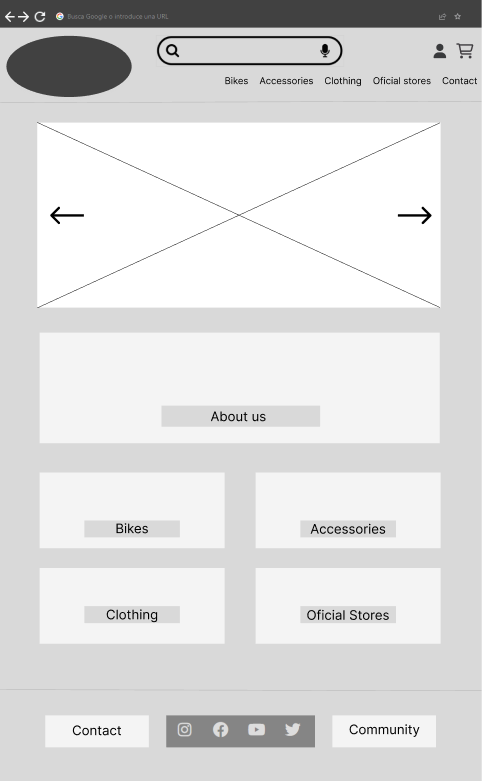 Busca Google o introduce una URL
Bikes Accessories Clothing Oficial stores Contact
About us
Bikes Accessories
Clothing Oficial Stores
Contact Community